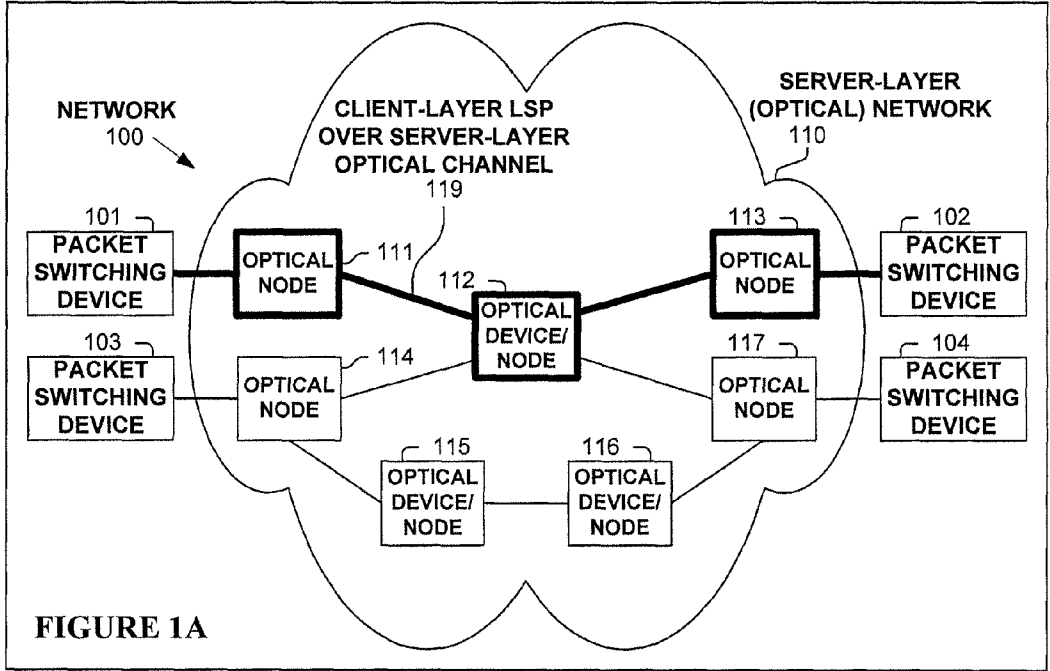 NETWORK
100
CLIENT-LAYER LSP
OVER SERVER-LAYER
OPTICAL CHANNEL
119
SERVER-LAYER
(OPTICAL) NETWORK
110
101
PACKET
SWITCHING
DEVICE
OPTICAL
NODE
111
112
OPTICAL
DEVICE/
NODE
113
OPTICAL
NODE
102
PACKET
SWITCHING
DEVICE
103
PACKET
SWITCHING
DEVICE
114
OPTICAL
NODE
117
OPTICAL
NODE
104
PACKET
SWITCHING
DEVICE
115
OPTICAL
DEVICE/
NODE
116
OPTICAL
DEVICE/
NODE
FIGURE 1A